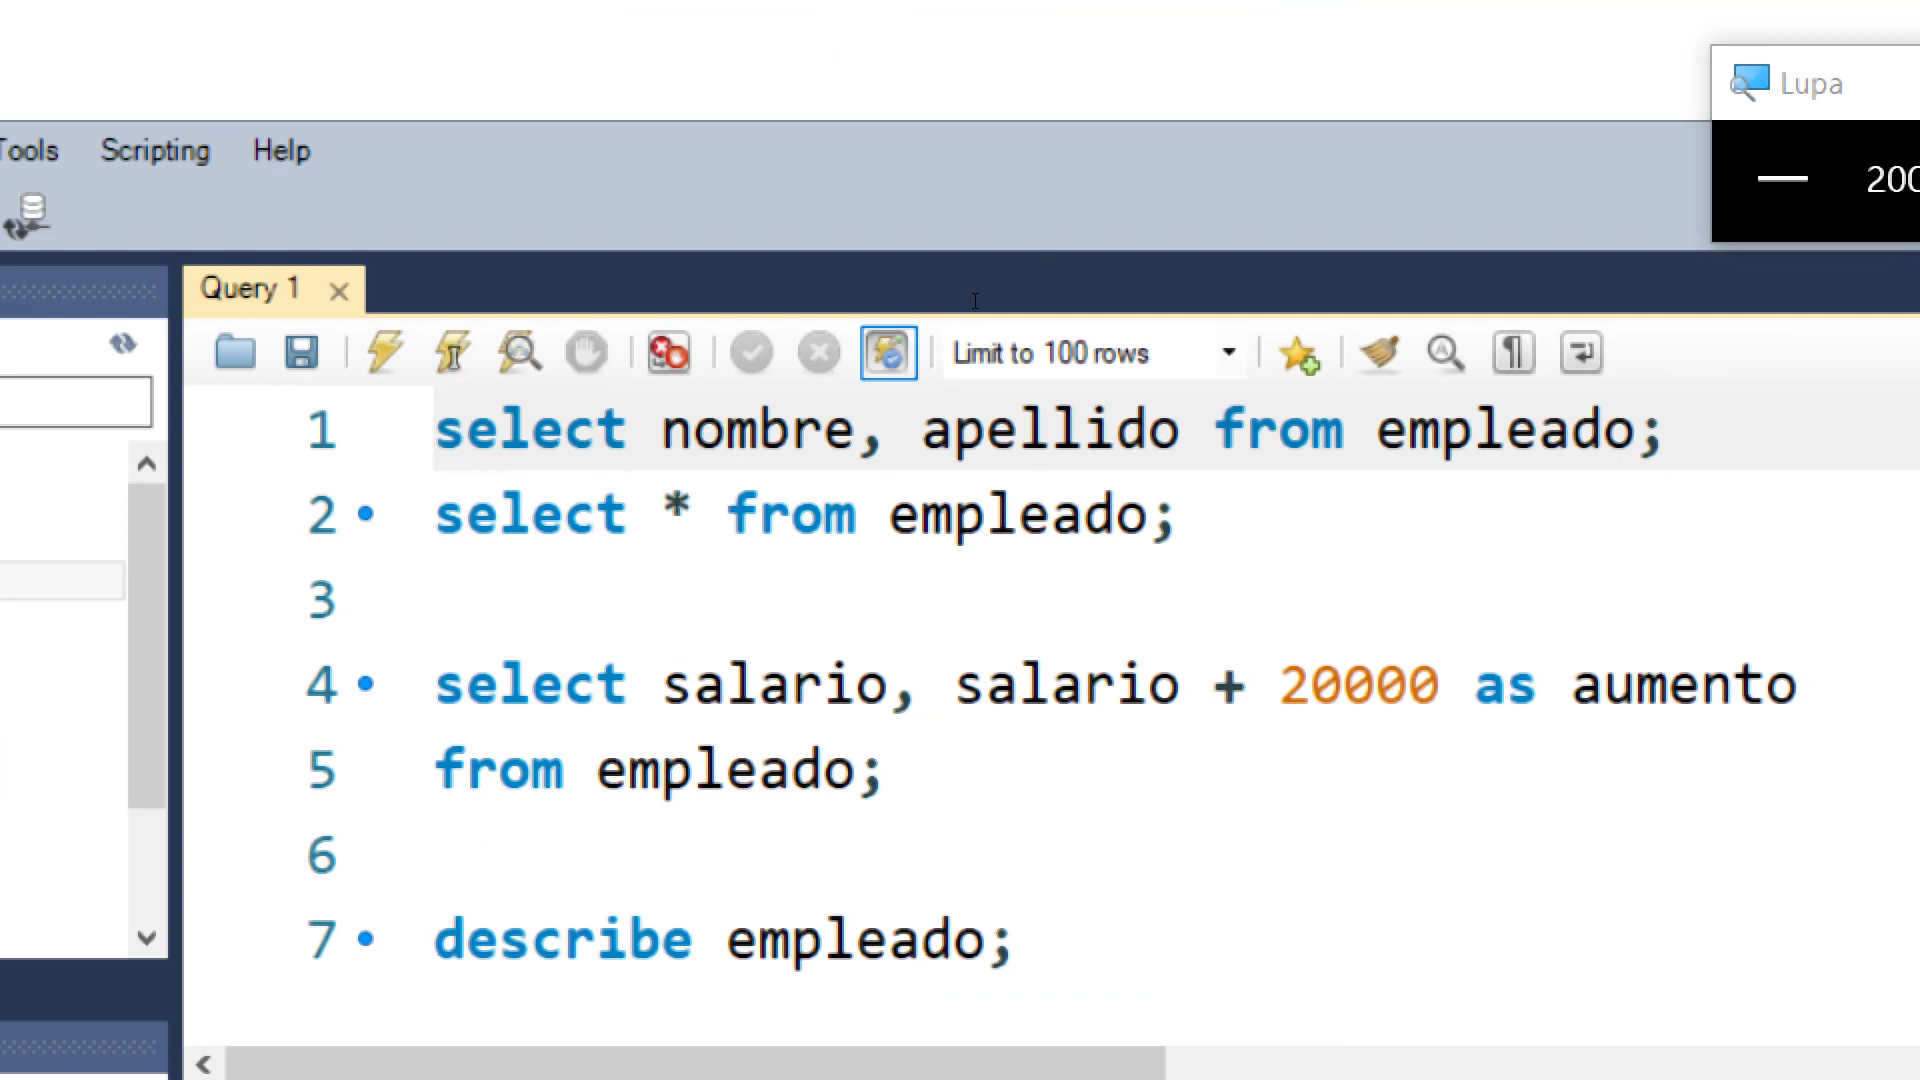 Lupa
Tools Scripting Help
200
Query 1
Limit to 100 rows
1 select nombre, apellido from empleado;
2 select * from empleado;
3
4 select salario, salario + 20000 as aumento
5 from empleado;
6
7 describe empleado;